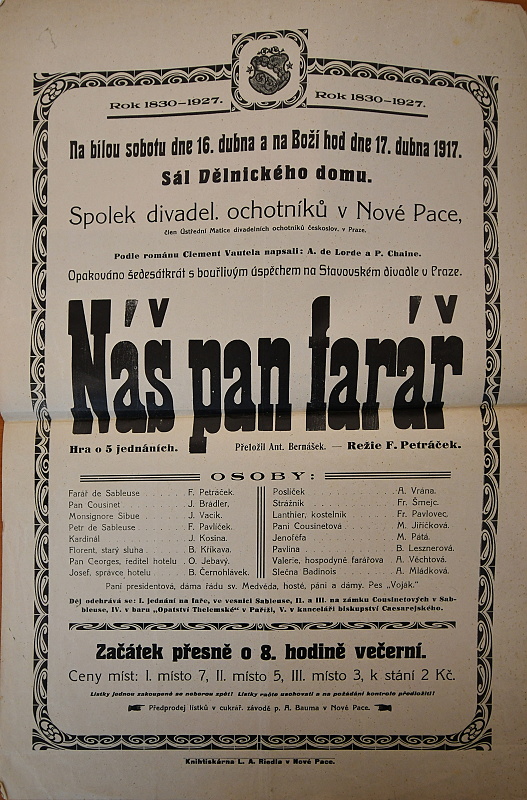 Rok 1830-1927.
Rok 1830-1927.
Na bílou sobotu dne 16. dubna a na Boží hod dne 17. dubna 1917.
Sál Dělnického domu.
Spolek divadel. ochotníků v Nové Pace,
člen Ústřední Matice divadelních ochotníků českoslov. v Praze.
Podle románu Clement Vautela napsali: A. de Lorde a P. Chaine.
Opakováno šedesátkrát s bouřlivým úspěchem na Stavovském divadle v Praze.
Náš pan farář
Hra o 5 jednáních. Přeložil Ant. Bernášek. — Režie F. Petráček.
OSOBY:
Farář de Sableuse . . . . . F. Petráček.
Pan Cousinet . . . . . J. Brádler.
Monsignore Sibue . . . . . J. Vacík.
Petr de Sableuse . . . . . F. Pavlíček.
Kardinál . . . . . J. Kosina.
Florent, starý sluha . . . . . B. Křikava.
Pan Georges, ředitel hotelu . . O. Jebavý.
Josef, správce hotelu . . . . . B. Černohlávek.
Poslíček . . . . . A. Vrána.
Strážník . . . . . Fr. Šmejc.
Lanthier, kostelník . . . . . Fr. Pavlovec.
Paní Cousinetová . . . . . M. Jiřičková.
Jenoféfa . . . . . M. Pátá.
Pavlina . . . . . B. Lesznerová.
Valerie, hospodyně farářova . A. Věchtová.
Slečna Badinois . . . . . A. Mládková.
Paní presidentová, dáma řádu sv. Medvěda, hosté, páni a dámy. Pes „Voják."
Děj odehrává se: I. jednání na faře, ve vesnici Sableuse, II. a III. na zámku Cousinetových v Sab-
bleuse, IV. v baru „Opatství Thelemské" v Paříži, V. v kanceláři biskupství Caesarejského.
Začátek přesně o 8. hodině večerní.
Ceny míst: I. místo 7, II. místo 5, III. místo 3, k stání 2 Kč.
Lístky jednou zakoupené se neberou zpět! Lístky račte uschovati a na požádání kontrole předložiti!
Předprodej lístků v cukrář. závodě p. A. Bauma v Nové Pace.
Knihtiskárna L. A. Riedla v Nové Pace.